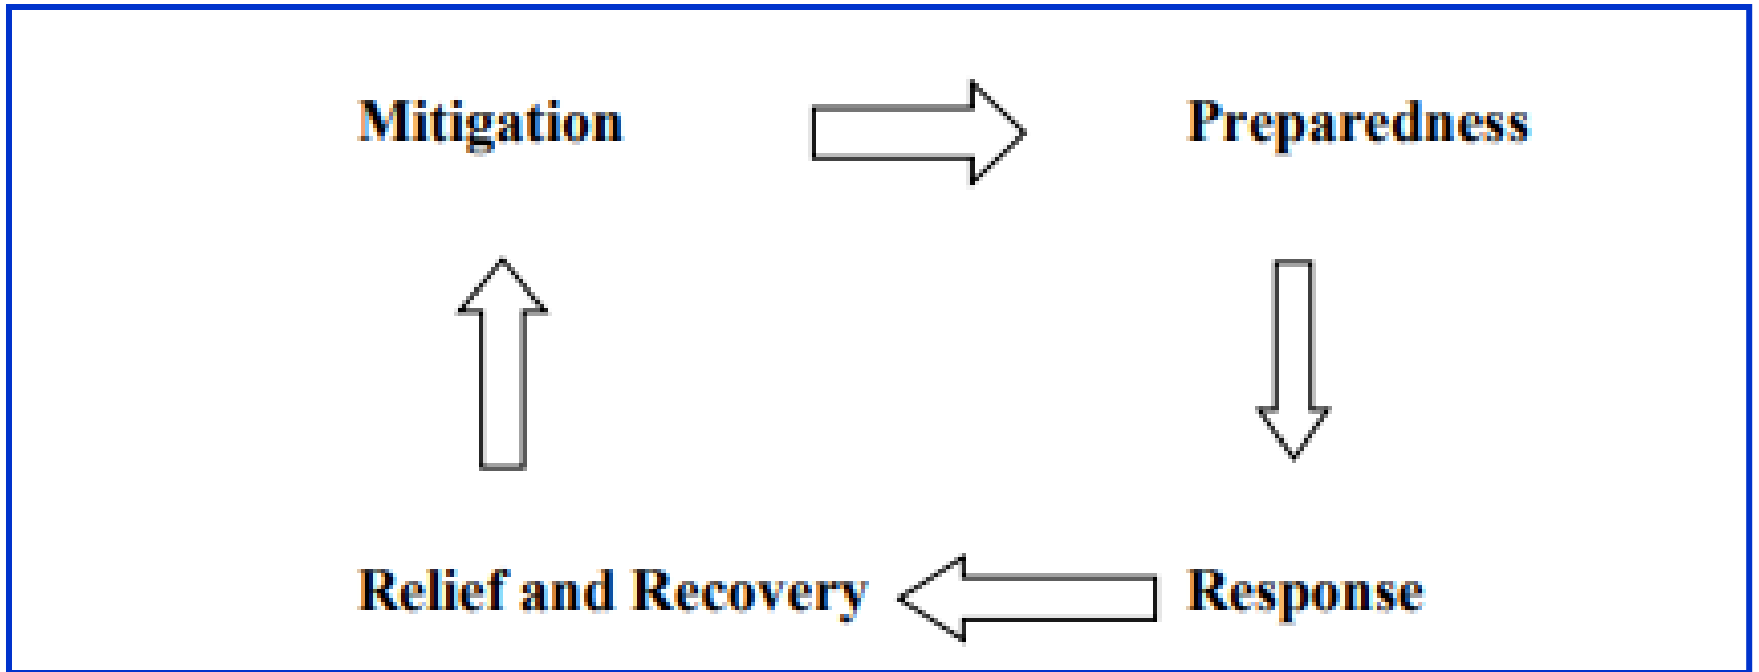 Mitigation
Preparedness
Relief and Recovery
Response